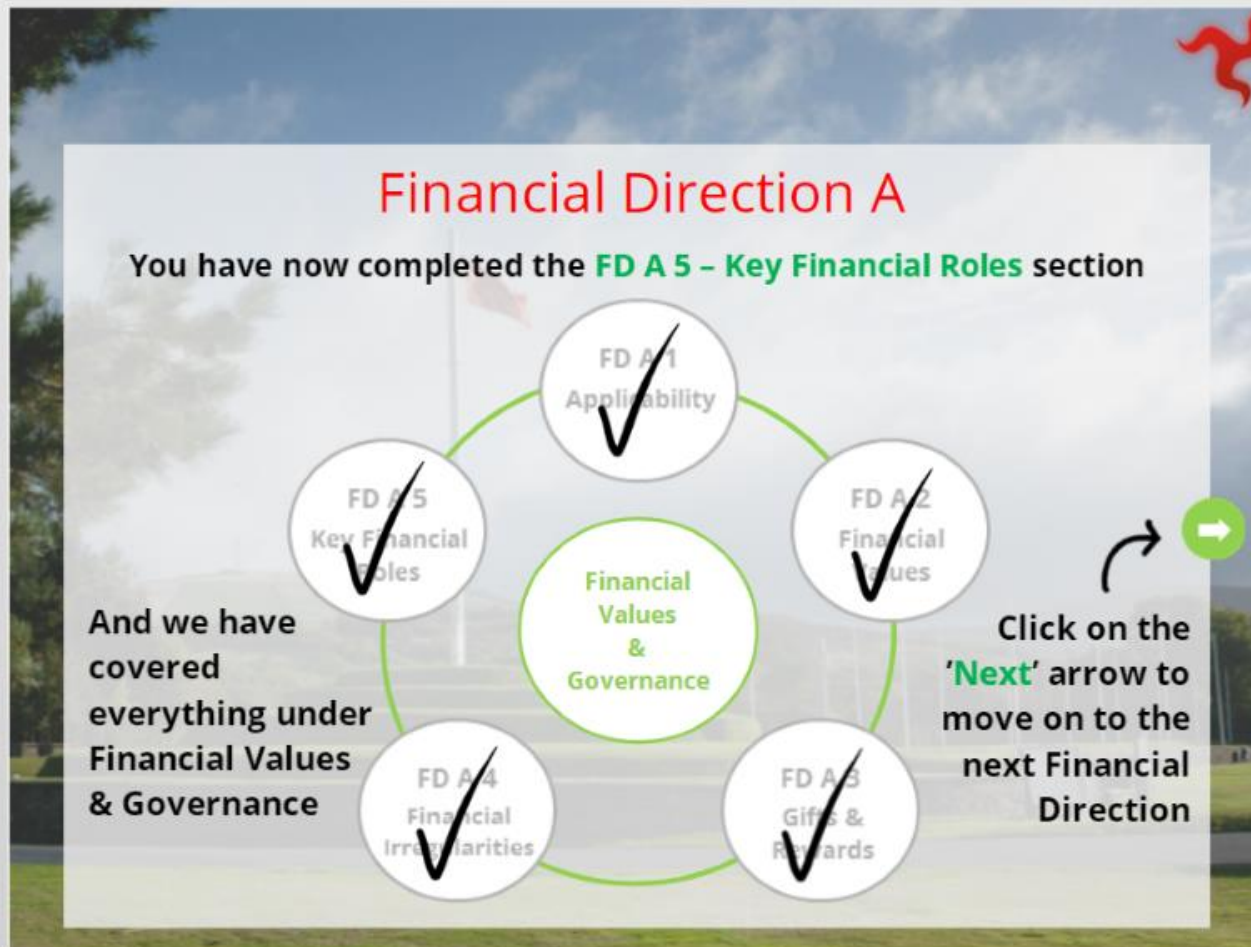 Financial Direction A
You have now completed the FD A 5 – Key Financial Roles section
FD A 1
Applicability
FD A 2
Financial
Values
FD A 3
Gifts &
Rewards
FD A 4
Financial
Irregularities
FD A 5
Key Financial
Roles
Financial
Values
&
Governance
And we have
covered
everything under
Financial Values
& Governance
Click on the
'Next' arrow to
move on to the
next Financial
Direction